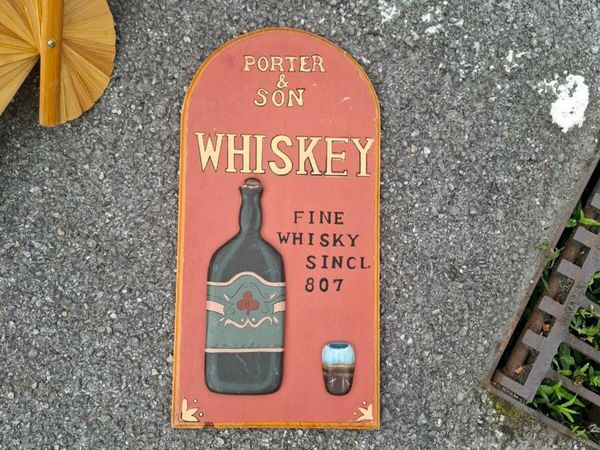 PORTER
&
SON
WHISKEY
FINE
WHISKY
SINCL
807